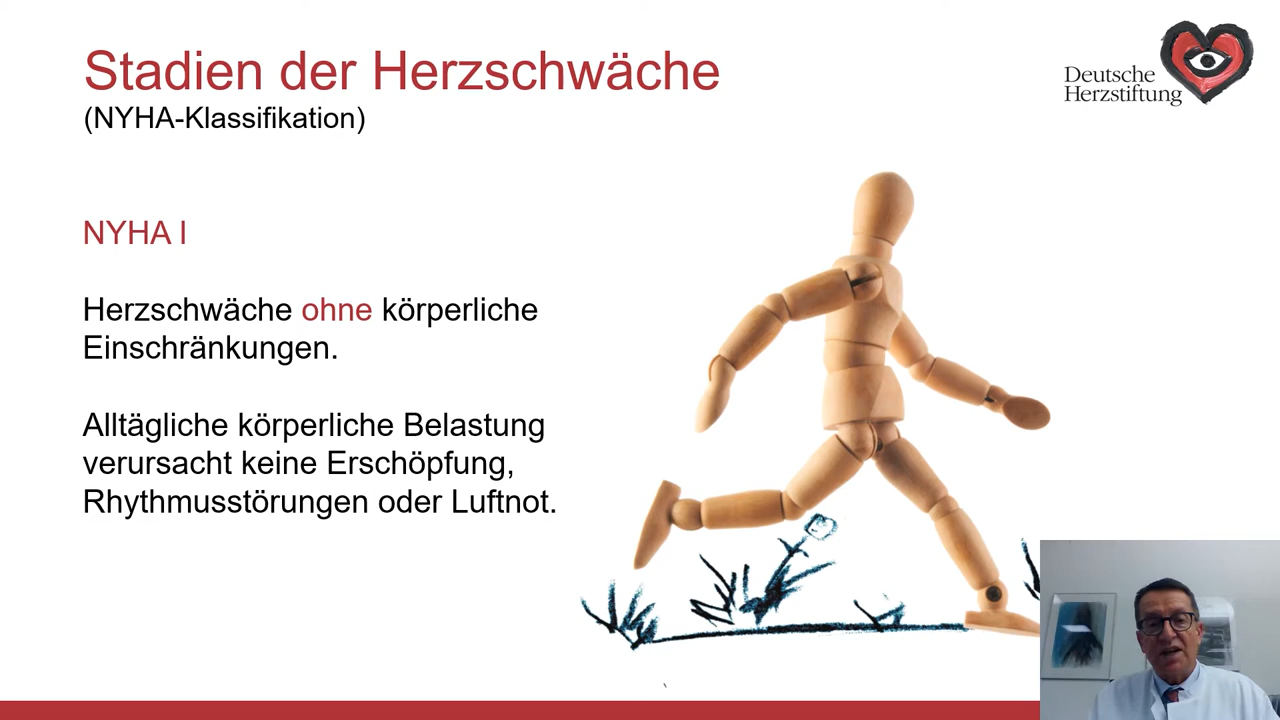 Stadien der Herzschwäche
(NYHA-Klassifikation)
Deutsche
Herzstiftung
NYHA I
Herzschwäche ohne körperliche
Einschränkungen.
Alltägliche körperliche Belastung
verursacht keine Erschöpfung,
Rhythmusstörungen oder Luftnot.